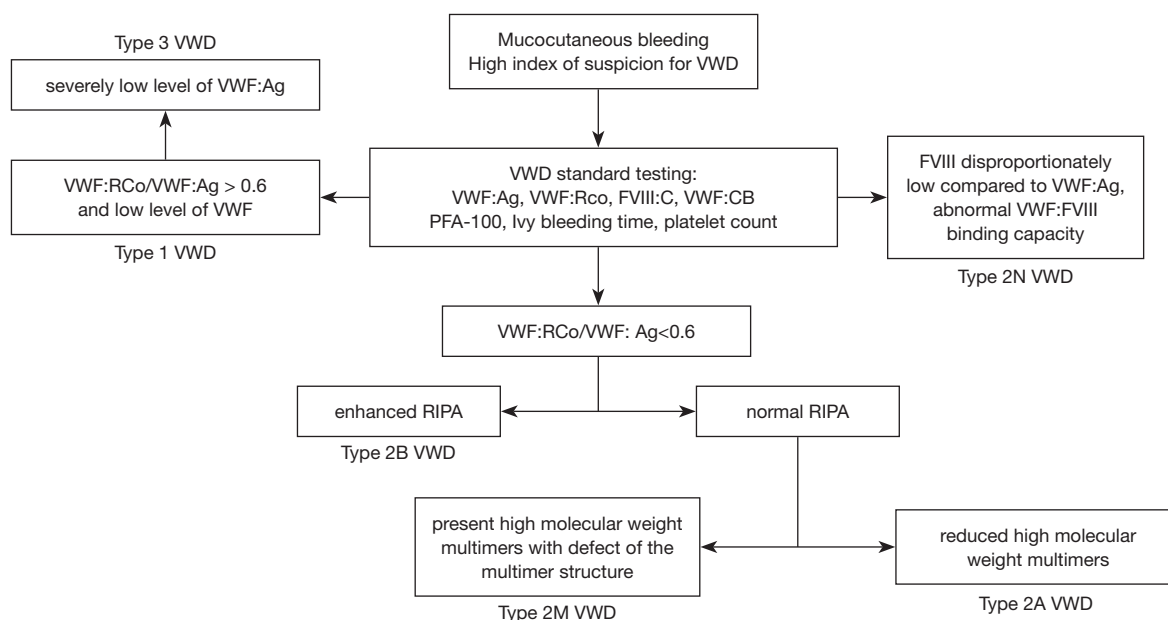 Type 3 VWD
severely low level of VWF:Ag
Mucocutaneous bleeding
High index of suspicion for VWD
VWF:RCo/VWF:Ag > 0.6
and low level of VWF
Type 1 VWD
VWD standard testing:
VWF:Ag, VWF:Rco, FVIII:C, VWF:CB
PFA-100, Ivy bleeding time, platelet count
FVIII disproportionately
low compared to VWF:Ag,
abnormal VWF:FVIII
binding capacity
Type 2N VWD
VWF:RCo/VWF: Ag<0.6
enhanced RIPA
Type 2B VWD
normal RIPA
present high molecular weight
multimers with defect of the
multimer structure
Type 2M VWD
reduced high molecular
weight multimers
Type 2A VWD